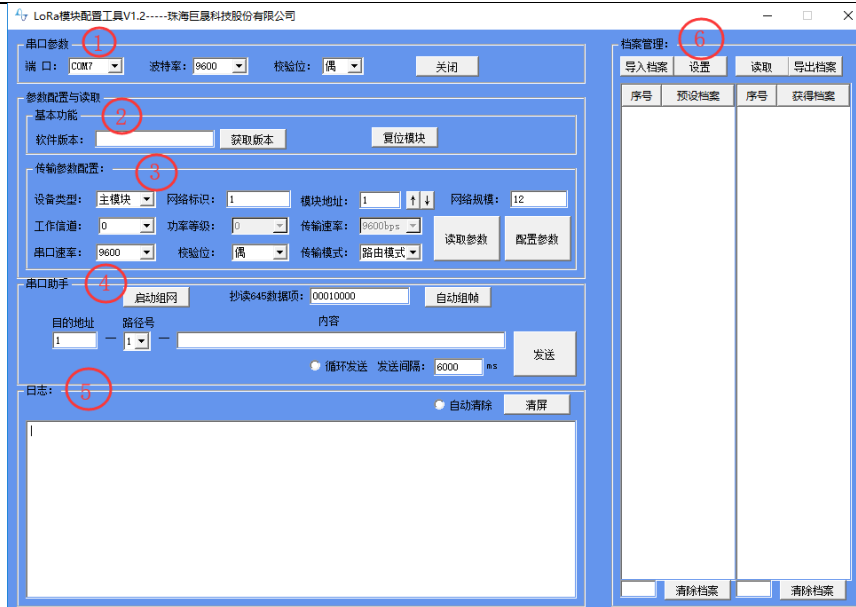 LoRa模块配置工具V1.2-----珠海巨晟科技股份有限公司
串口参数 1
端 口: COM7 波特率: 9600 校验位: 偶 关闭
参数配置与读取
基本功能 2
软件版本: 获取版本 复位模块
传输参数配置: 3
设备类型: 主模块 网络标识: 1 模块地址: 1 ↑ ↓ 网络规模: 12
工作信道: 0 功率等级: 0 传输速率: 9600bps 读取参数 配置参数
串口速率: 9600 校验位: 偶 传输模式: 路由模式
串口助手 4
启动组网 抄读645数据项: 00010000 自动组帧
目的地址 路径号 内容
1 — 1 — 发送
循环发送 发送间隔: 6000 ms
日志: 5
自动清除 清屏
档案管理: 6
导入档案 设置 读取 导出档案
序号 预设档案 序号 获得档案
清除档案 清除档案